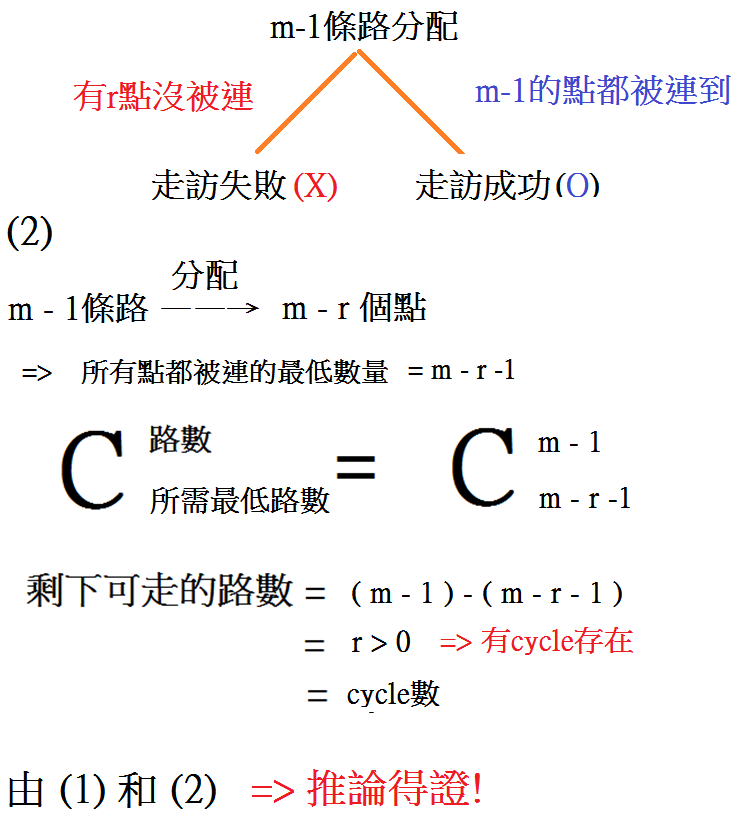 m-1條路分配
有r點沒被連
m-1的點都被連到
走訪失敗(X)
走訪成功(O)
(2)
分配
m - 1條路 ———→ m - r 個點
=> 所有點都被連的最低數量 = m - r -1
C 路數 所需最低路數 = C m - 1 m - r -1
剩下可走的路數 = ( m - 1 ) - ( m - r - 1 )
= r > 0 => 有cycle存在
= cycle數
由 (1) 和 (2) => 推論得證!